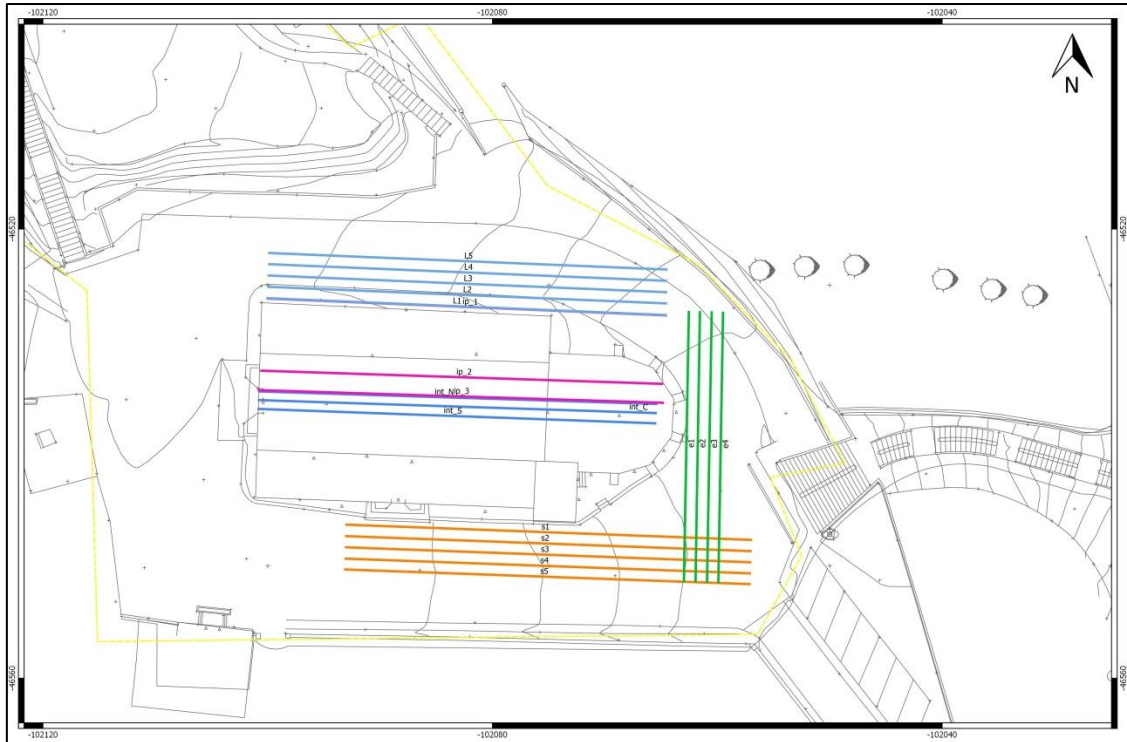 -102120
-102080
-102040
N
-46520
-46520
L5
L4
L3
L2
L1
ip_1
ip_2
int_N
ip_3
int_C
int_S
e1
e2
e3
e4
s1
s2
s3
s4
s5
-46560
-46560
-102120
-102080
-102040